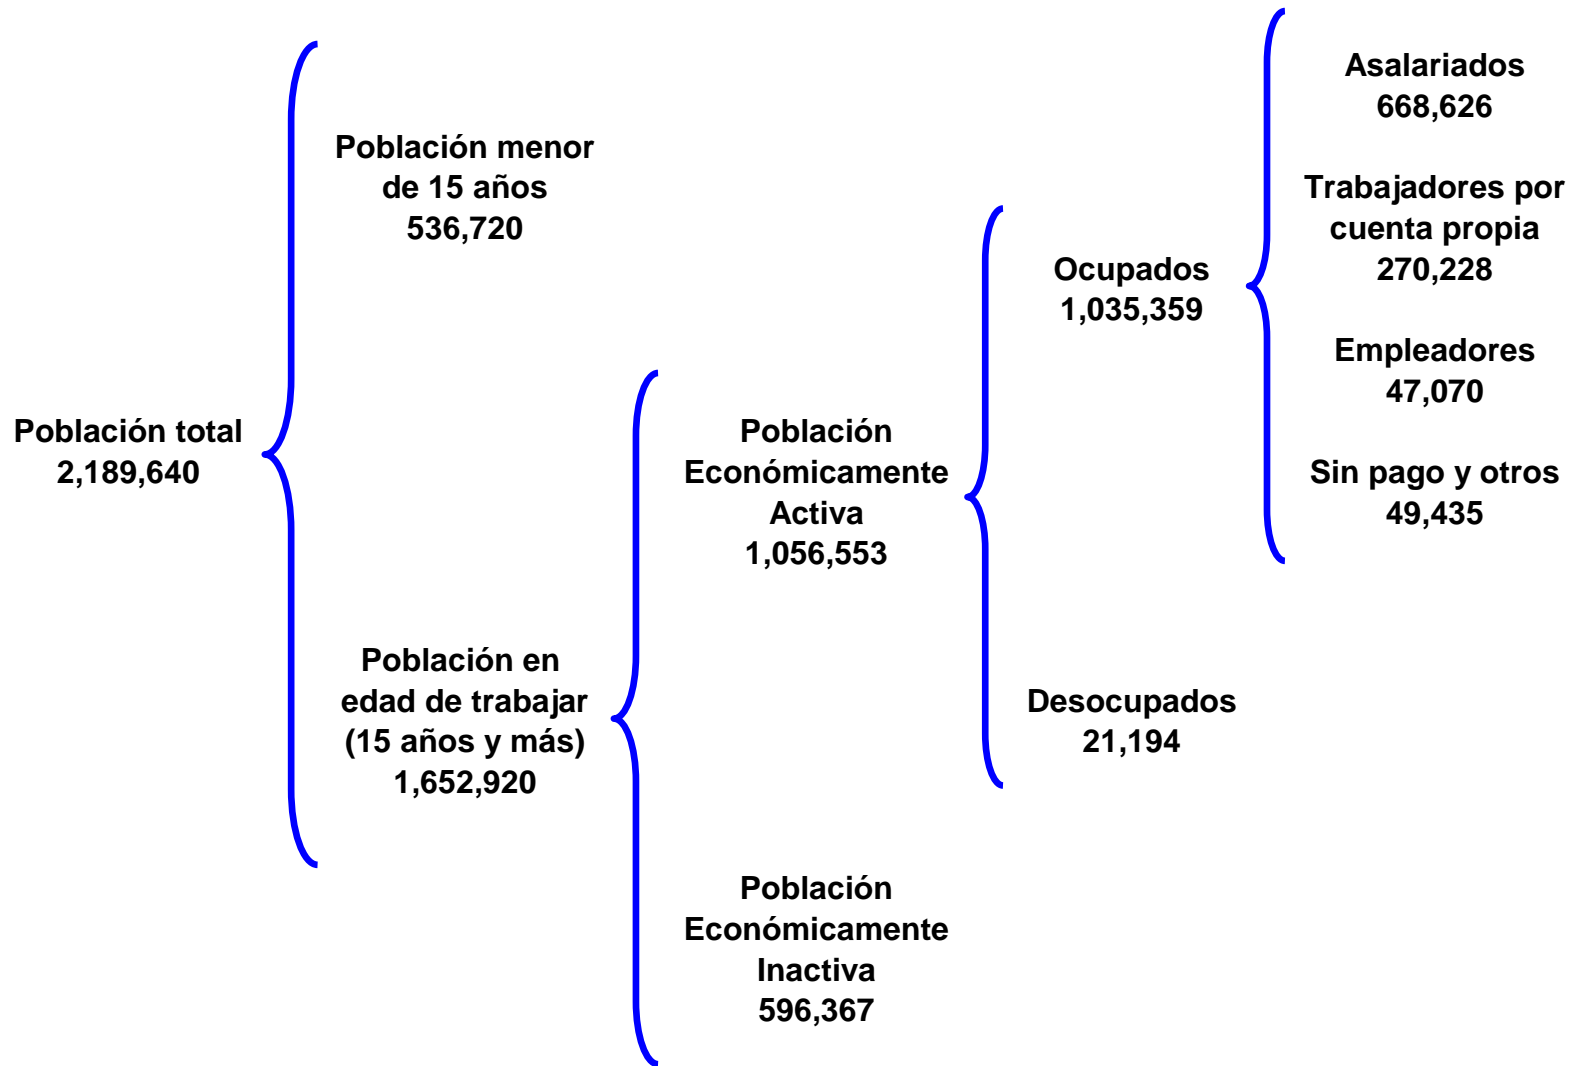 Población total
2,189,640
Población menor
de 15 años
536,720
Población en
edad de trabajar
(15 años y más)
1,652,920
Población
Económicamente
Activa
1,056,553
Población
Económicamente
Inactiva
596,367
Ocupados
1,035,359
Desocupados
21,194
Asalariados
668,626
Trabajadores por
cuenta propia
270,228
Empleadores
47,070
Sin pago y otros
49,435